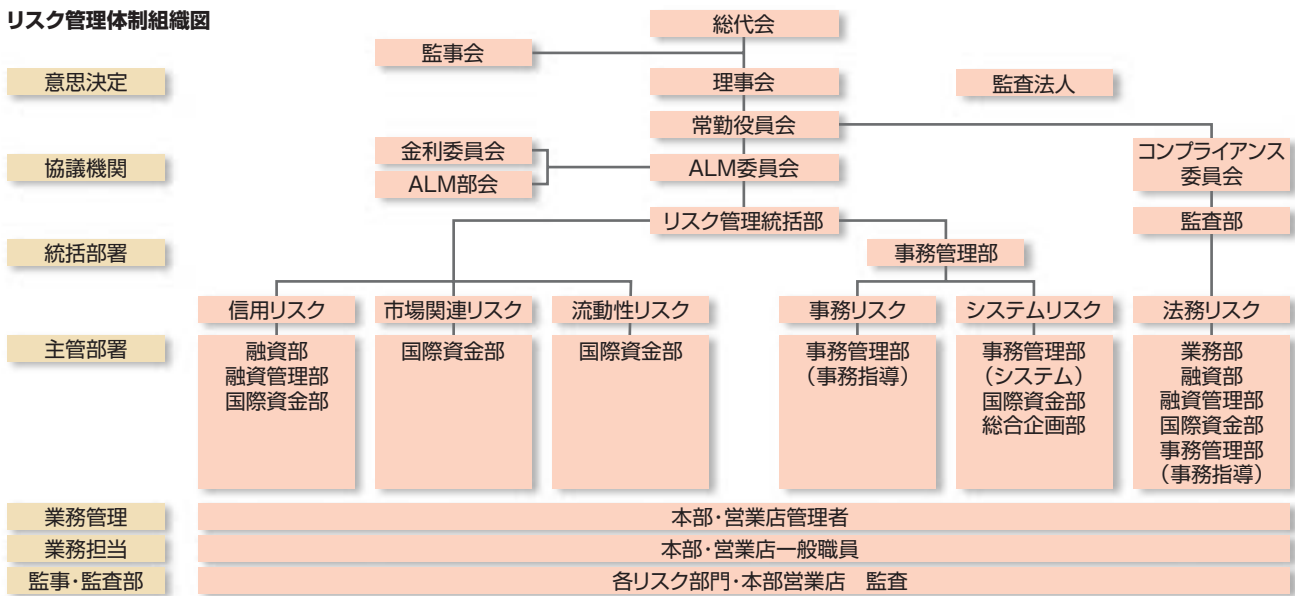 リスク管理体制組織図
総代会
監事会
意思決定
理事会
監査法人
常勤役員会
協議機関
金利委員会
ALM部会
ALM委員会
コンプライアンス
委員会
リスク管理統括部
監査部
統括部署
事務管理部
信用リスク
市場関連リスク
流動性リスク
事務リスク
システムリスク
法務リスク
主管部署
融資部
融資管理部
国際資金部
国際資金部
国際資金部
事務管理部
（事務指導）
事務管理部
（システム）
国際資金部
総合企画部
業務部
融資部
融資管理部
国際資金部
事務管理部
（事務指導）
業務管理
本部・営業店管理者
業務担当
本部・営業店一般職員
監事・監査部
各リスク部門・本部営業店　監査